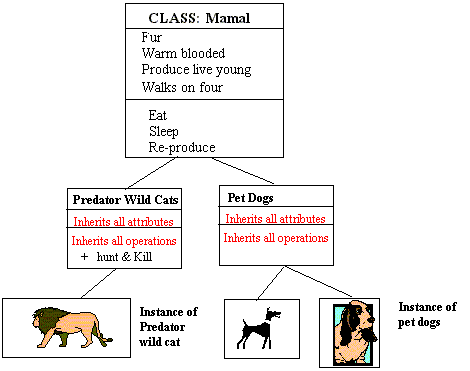 CLASS: Mamal
Fur
Warm blooded
Produce live young
Walks on four
Eat
Sleep
Re-produce
Predator Wild Cats
Inherits all attributes
Inherits all operations
+ hunt & Kill
Pet Dogs
Inherits all attributes
Inherits all operations
Instance of
Predator
wild cat
Instance of
pet dogs